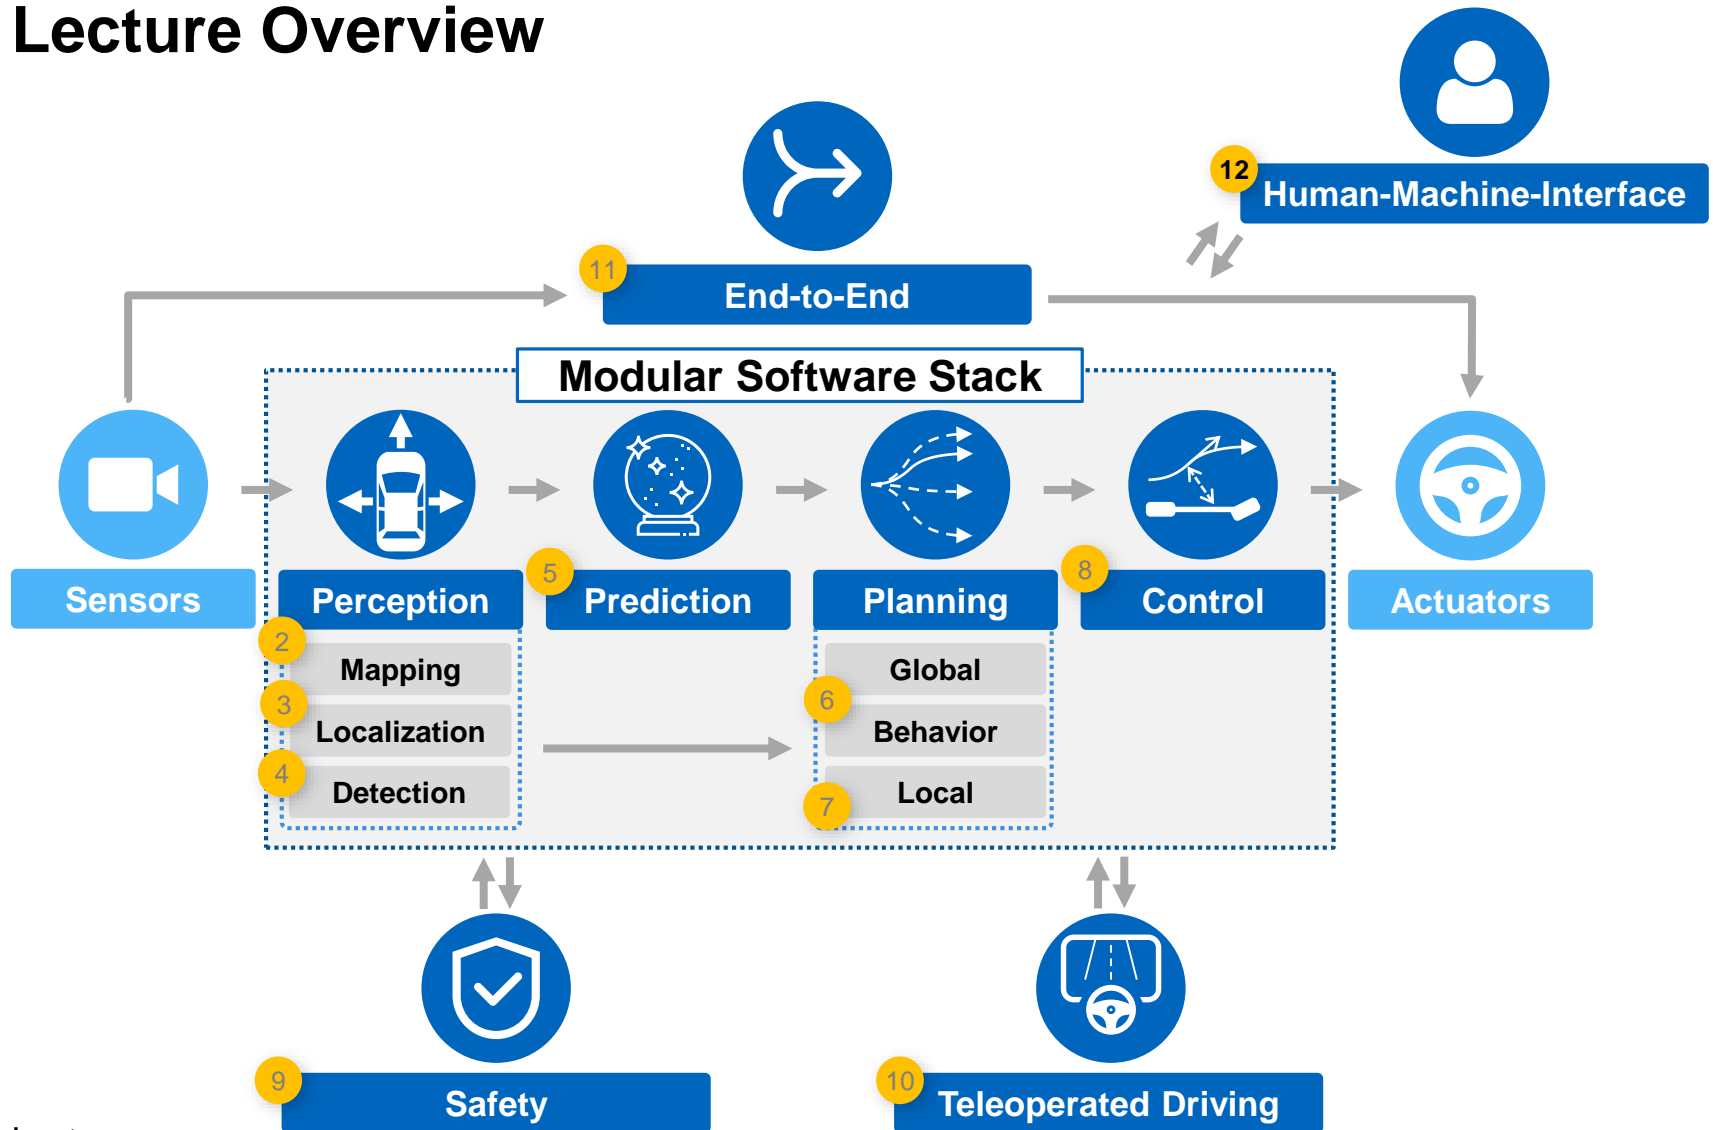 Lecture Overview
12
Human-Machine-Interface
11
End-to-End
Modular Software Stack
Sensors
Perception
5
Prediction
Planning
8
Control
Actuators
2
Mapping
3
Localization
4
Detection
Global
6
Behavior
7
Local
9
Safety
10
Teleoperated Driving